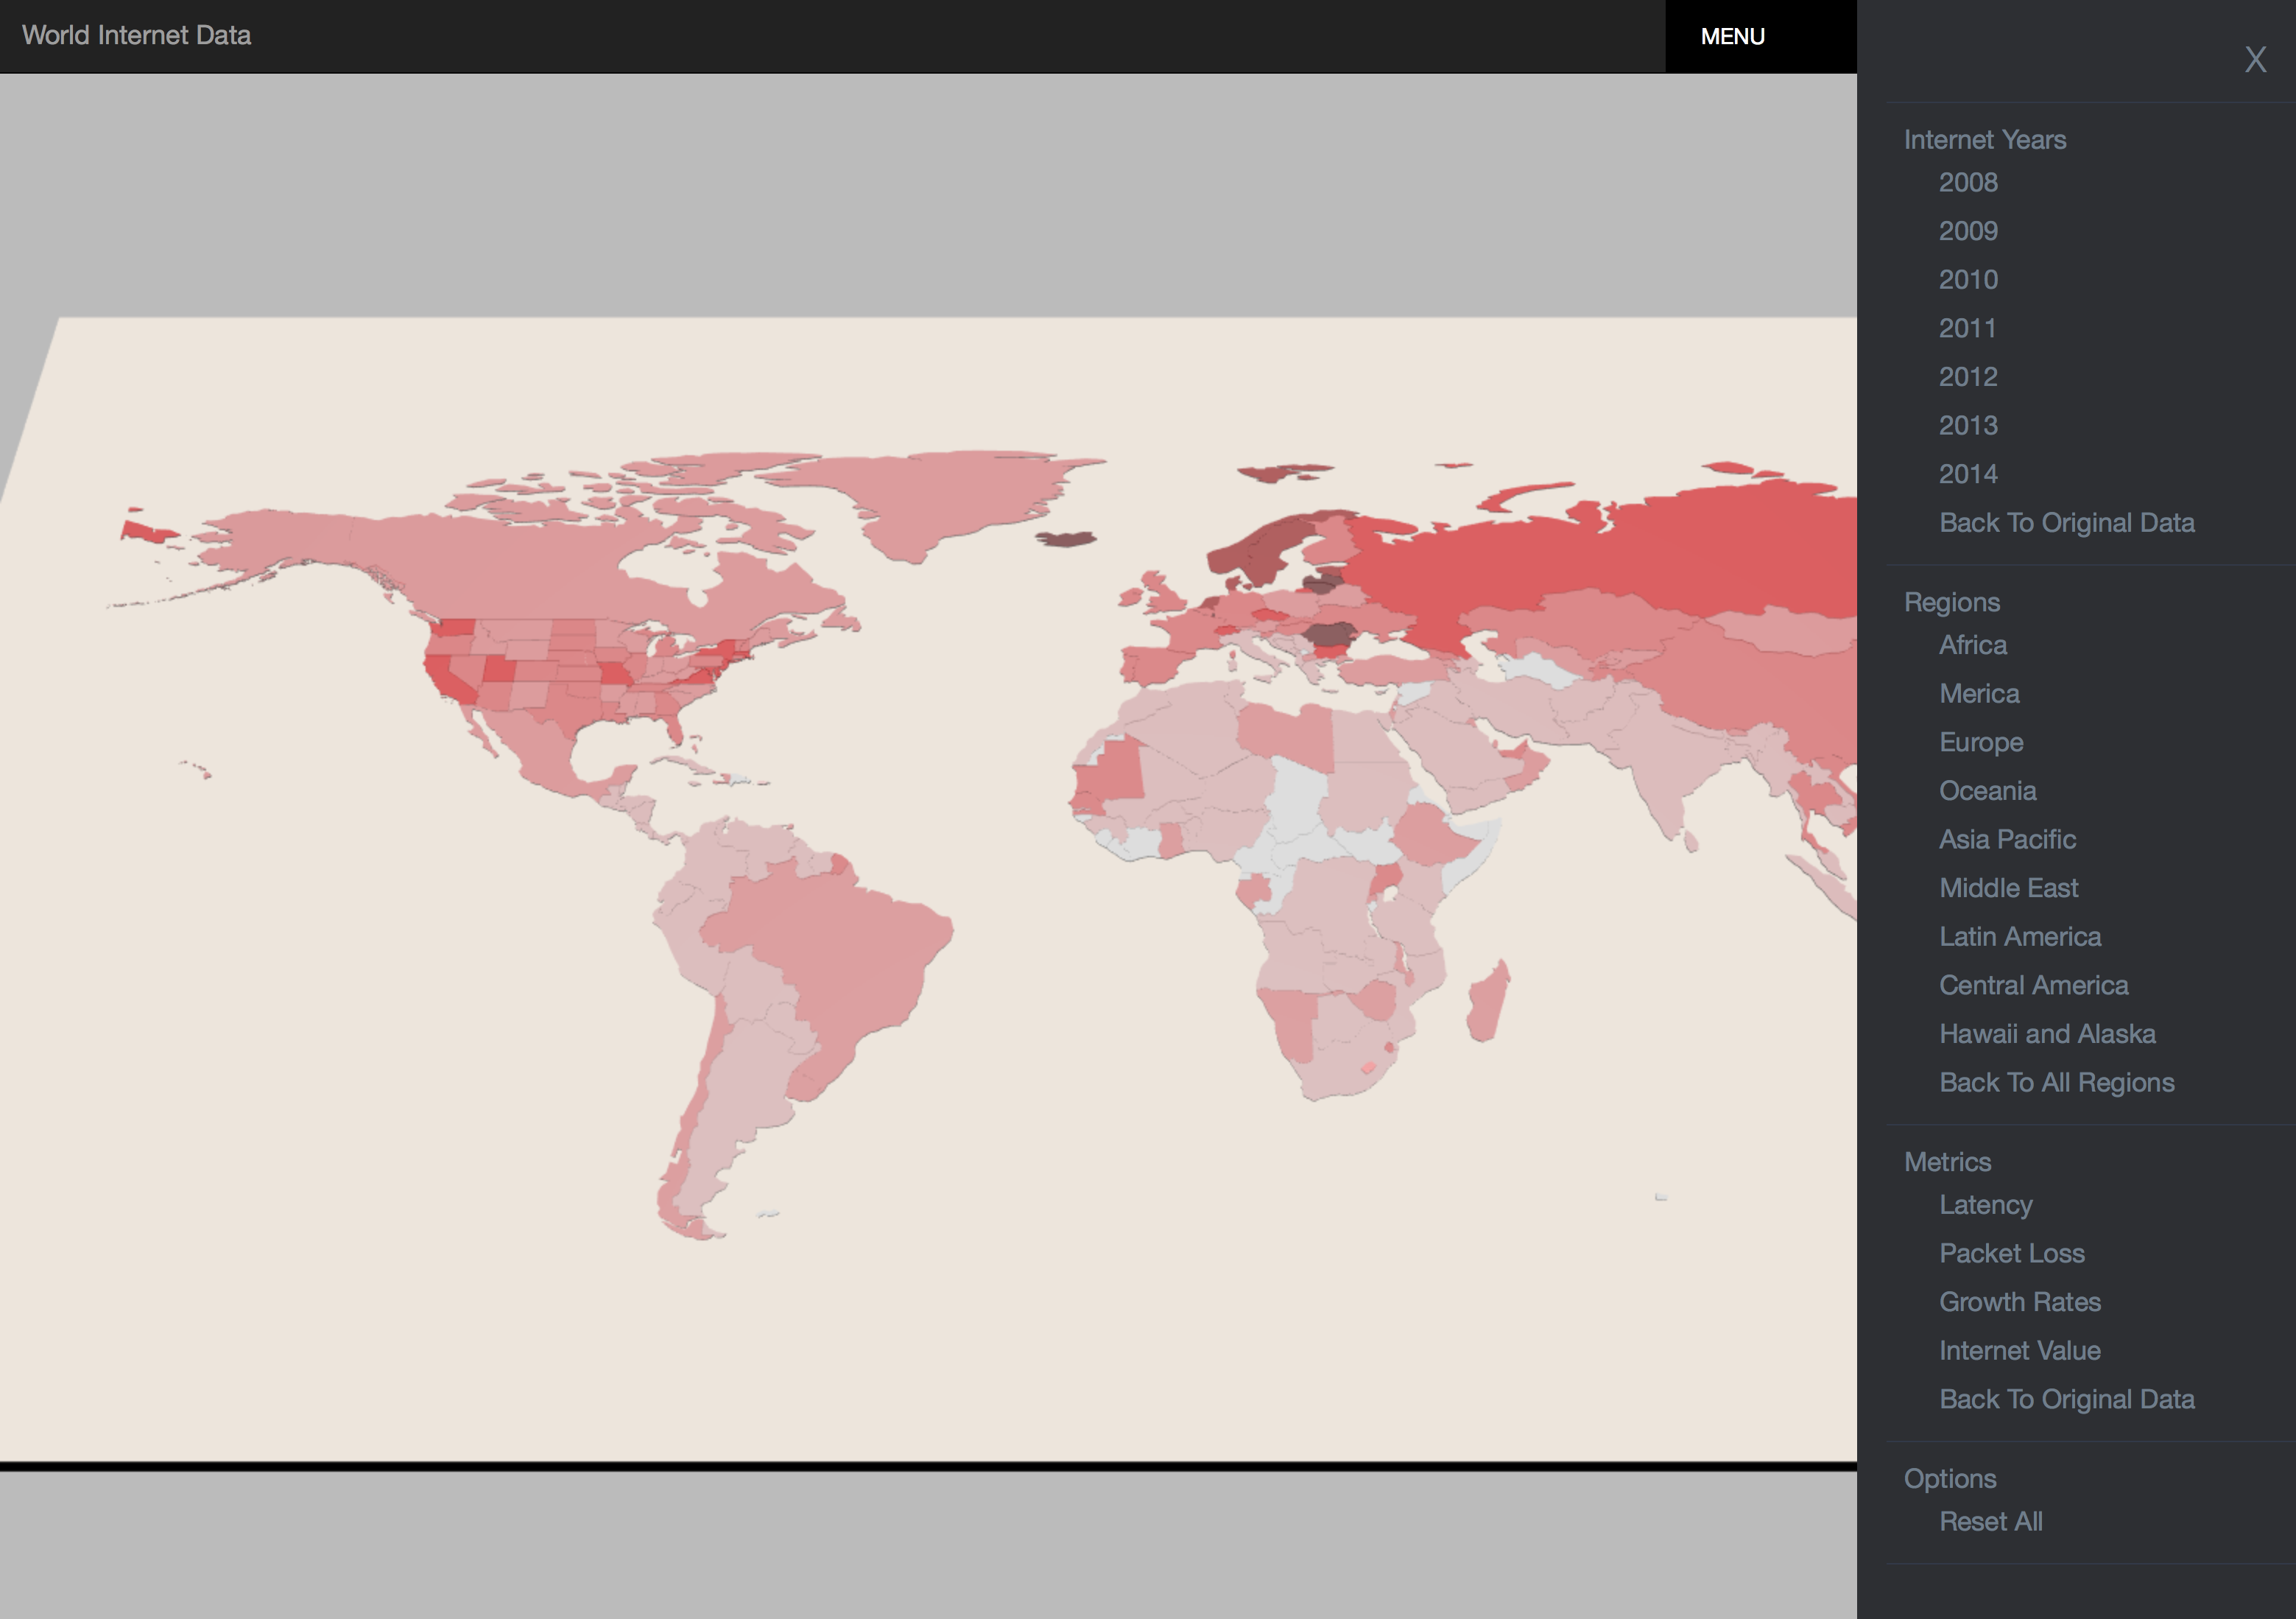 World Internet Data
MENU
X
Internet Years
2008
2009
2010
2011
2012
2013
2014
Back To Original Data
Regions
Africa
Merica
Europe
Oceania
Asia Pacific
Middle East
Latin America
Central America
Hawaii and Alaska
Back To All Regions
Metrics
Latency
Packet Loss
Growth Rates
Internet Value
Back To Original Data
Options
Reset All